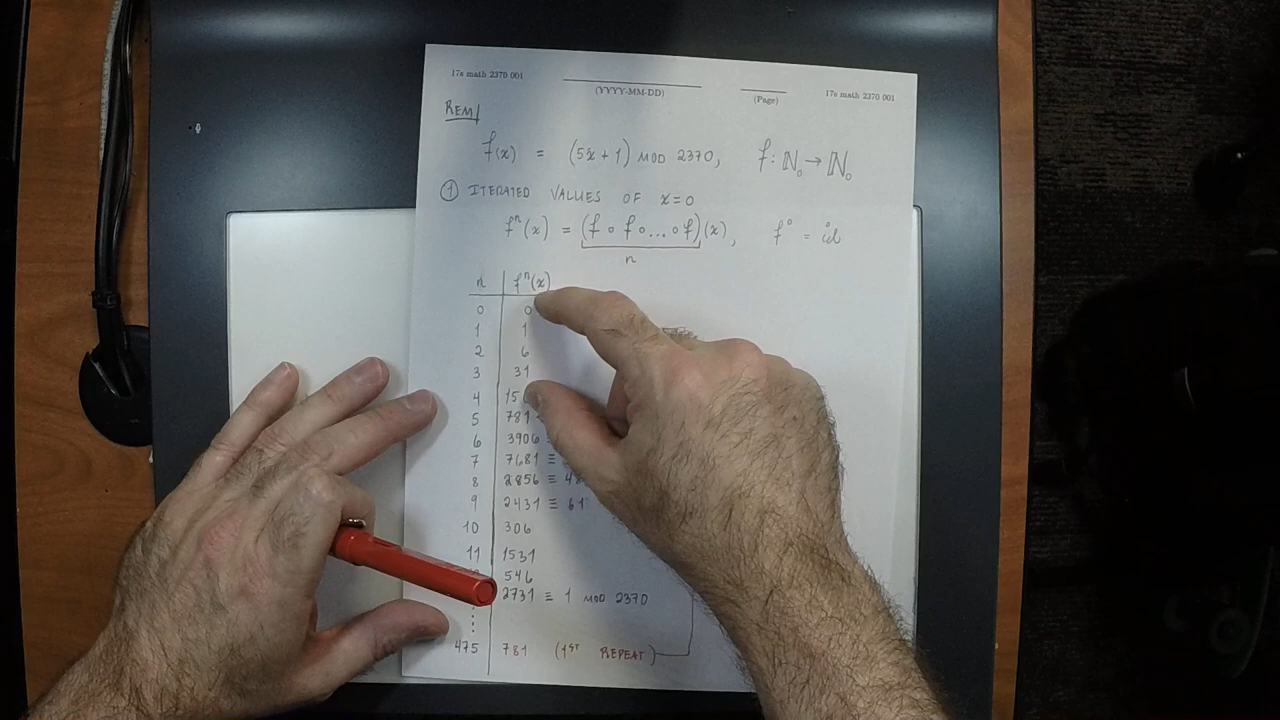 17s math 2370 001 (YYYY-MM-DD) (Page) 17s math 2370 001
REM/
f(x) = (5x+1) MOD 2370, f: ℕ₀ → ℕ₀
① ITERATED VALUES OF x=0
fⁿ(x) = (f ∘ f ∘ ... ∘ f)(x), f⁰ = id
n
n fⁿ(x)
0 0
1 1
2 6
3 31
4
5 781
6 3906 ≡
7 7681 ≡
8 2856 ≡
9 2431 ≡ 61
10 306
11 1531
546
2731 ≡ 1 MOD 2370
475 781 (1ST REPEAT)